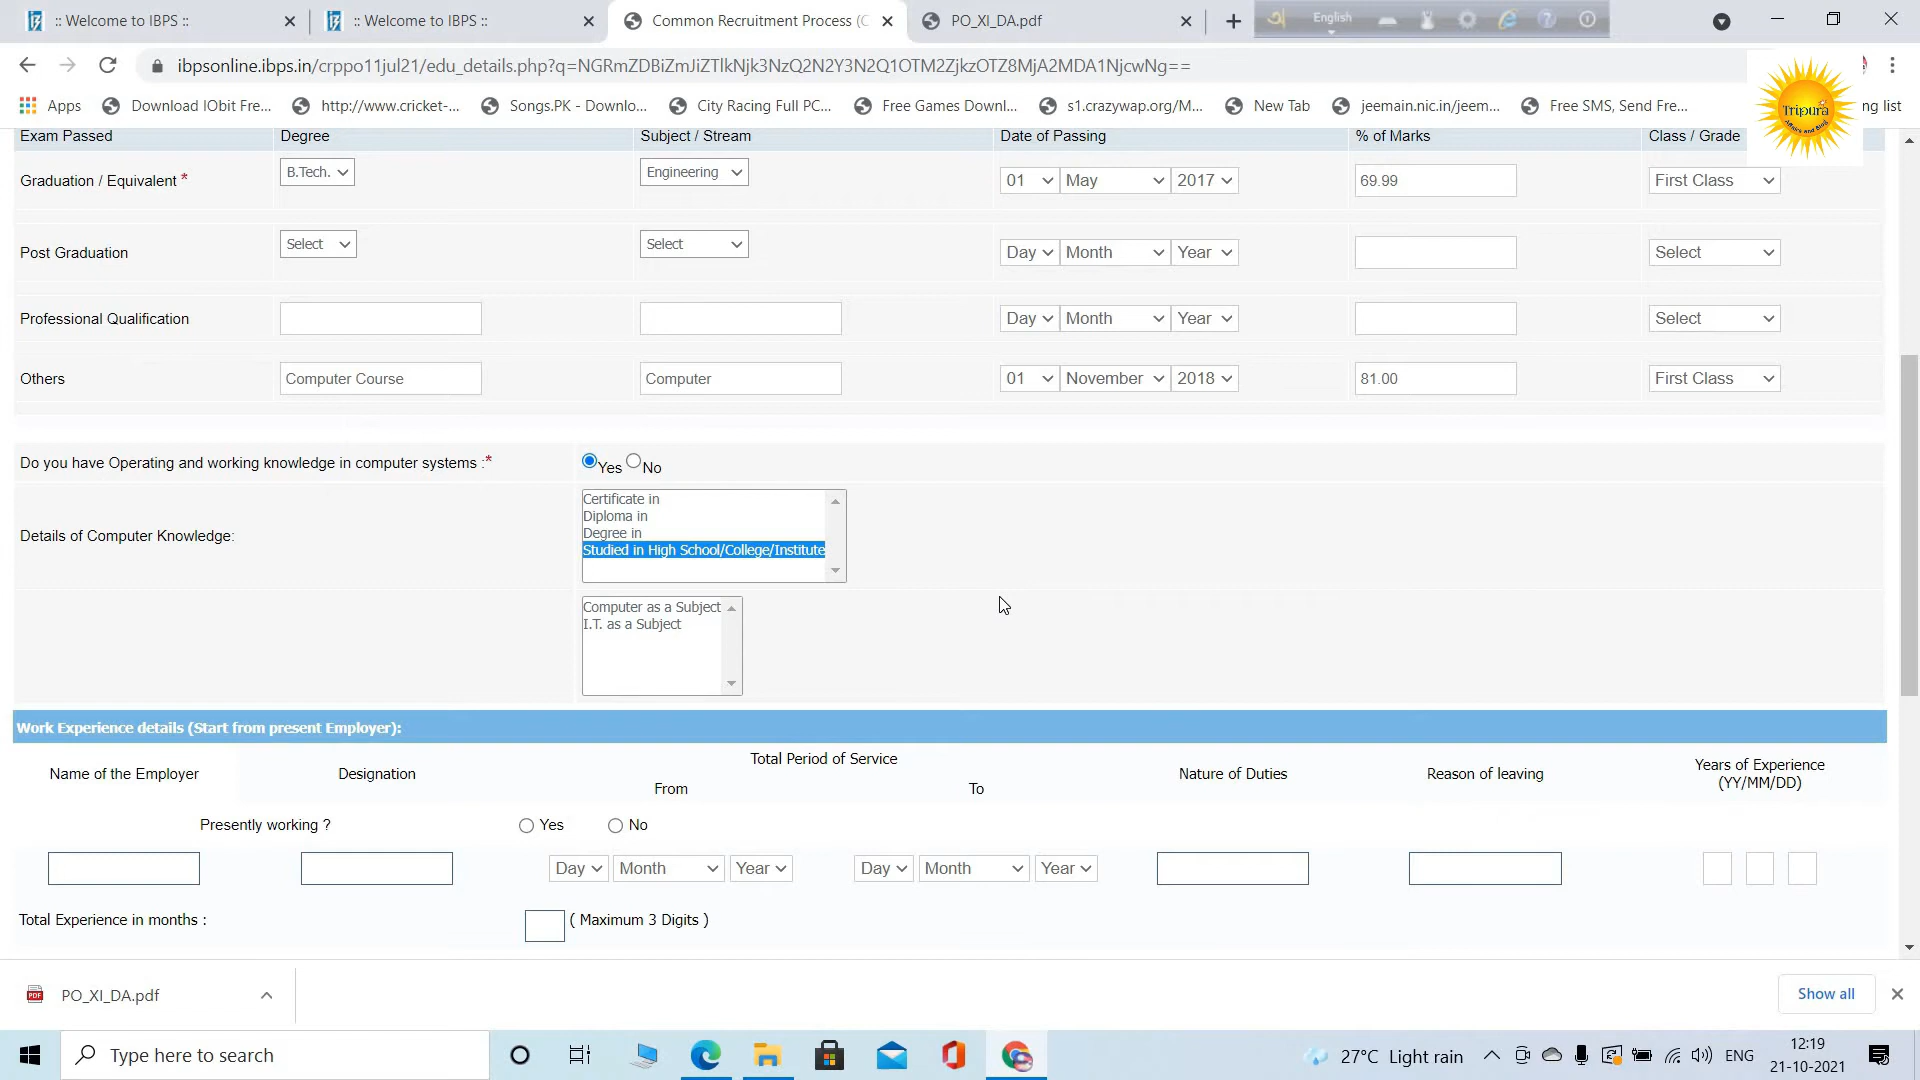 :: Welcome to IBPS ::
:: Welcome to IBPS ::
Common Recruitment Process (C
PO_XI_DA.pdf
English
ibpsonline.ibps.in/crppo11jul21/edu_details.php?q=NGRmZDBiZmJiZTlkNjk3NzQ2N2Y3N2Q1OTM2ZjkzOTZ8MjA2MDA1NjcwNg==
Apps
Download IObit Fre...
http://www.cricket-...
Songs.PK - Downlo...
City Racing Full PC...
Free Games Downl...
s1.crazywap.org/M...
New Tab
jeemain.nic.in/jeem...
Free SMS, Send Fre...
ng list
Tripura
Exam Passed Degree Subject / Stream Date of Passing % of Marks Class / Grade
Graduation / Equivalent * B.Tech. Engineering 01 May 2017 69.99 First Class
Post Graduation Select Select Day Month Year Select
Professional Qualification Day Month Year Select
Others Computer Course Computer 01 November 2018 81.00 First Class
Do you have Operating and working knowledge in computer systems :* Yes No
Details of Computer Knowledge:
Certificate in
Diploma in
Degree in
Studied in High School/College/Institute
Computer as a Subject
I.T. as a Subject
Work Experience details (Start from present Employer):
Name of the Employer Designation Total Period of Service Nature of Duties Reason of leaving Years of Experience
(YY/MM/DD)
From To
Presently working ? Yes No
Day Month Year Day Month Year
Total Experience in months : ( Maximum 3 Digits )
PO_XI_DA.pdf
Show all
Type here to search
27°C Light rain
ENG
12:19
21-10-2021